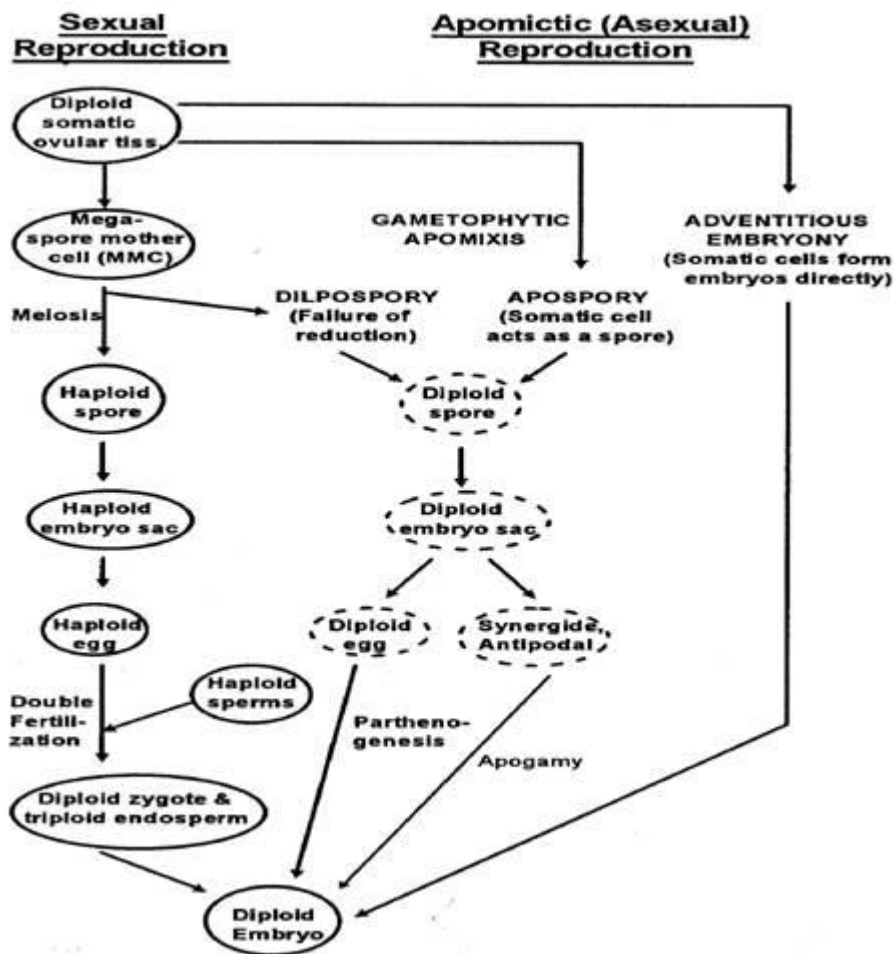 Sexual
Reproduction
Apomictic (Asexual)
Reproduction
Diploid
somatic
ovular tiss.
Mega-
spore mother
cell (MMC)
GAMETOPHYTIC
APOMIXIS
ADVENTITIOUS
EMBRYONY
(Somatic cells form
embryos directly)
Meiosis
DILPOSPORY
(Failure of
reduction)
APOSPORY
(Somatic cell
acts as a spore)
Haploid
spore
Diploid
spore
Haploid
embryo sac
Diploid
embryo sac
Haploid
egg
Diploid
egg
Synergide,
Antipodal
Haploid
sperms
Double
Fertili-
zation
Partheno-
genesis
Apogamy
Diploid zygote &
triploid endosperm
Diploid
Embryo